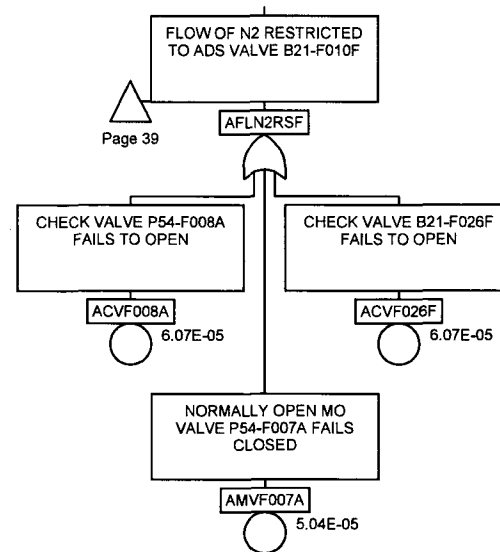 FLOW OF N2 RESTRICTED
TO ADS VALVE B21-F010F
Page 39
AFLN2RSF
CHECK VALVE P54-F008A
FAILS TO OPEN
ACVF008A
6.07E-05
CHECK VALVE B21-F026F
FAILS TO OPEN
ACVF026F
6.07E-05
NORMALLY OPEN MO
VALVE P54-F007A FAILS
CLOSED
AMVF007A
5.04E-05